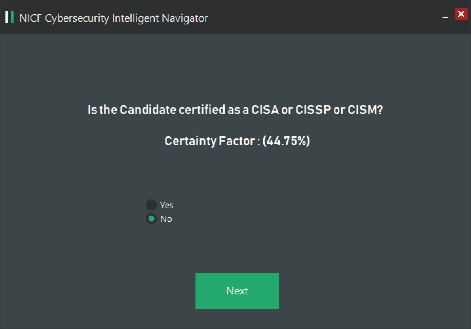 NICF Cybersecurity Intelligent Navigator
Is the Candidate certified as a CISA or CISSP or CISM?
Certainty Factor : (44.75%)
Yes
No
Next